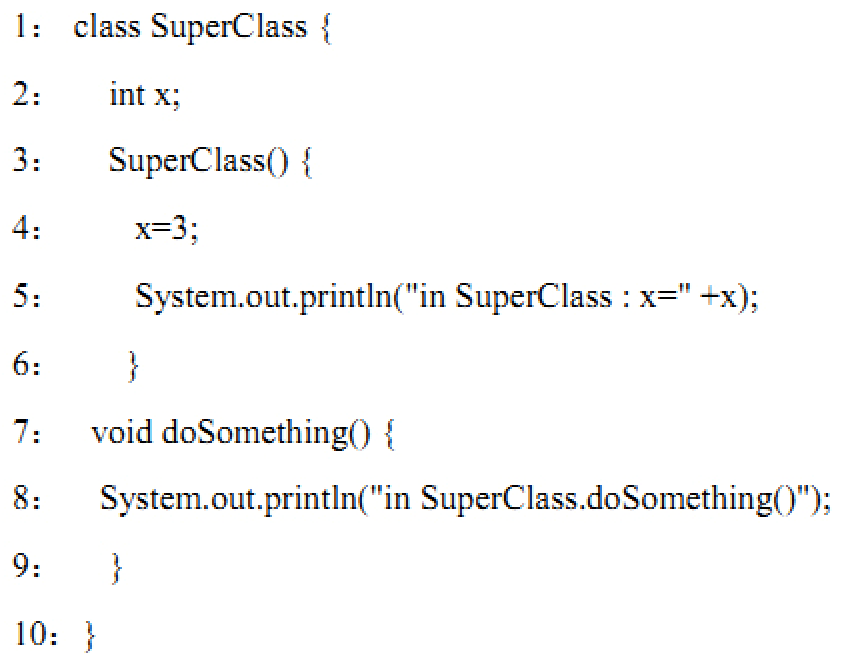 1： class SuperClass {
2： int x;
3： SuperClass() {
4： x=3;
5： System.out.println("in SuperClass : x=" +x);
6： }
7： void doSomething() {
8： System.out.println("in SuperClass.doSomething()");
9： }
10： }